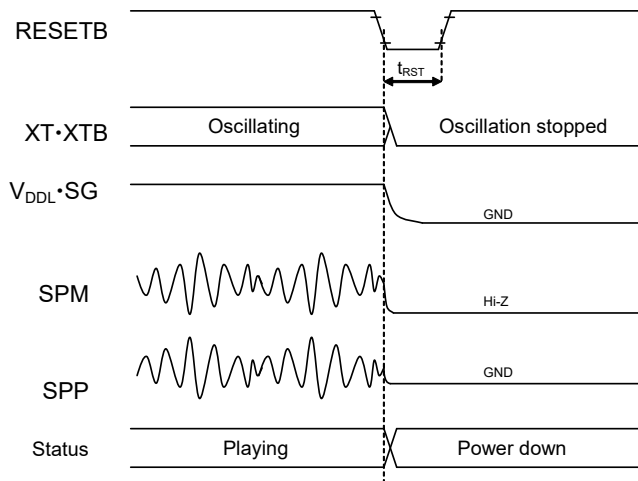 RESETB
tRST
XT•XTB
Oscillating
Oscillation stopped
VDDL•SG
GND
SPM
Hi-Z
SPP
GND
Status
Playing
Power down